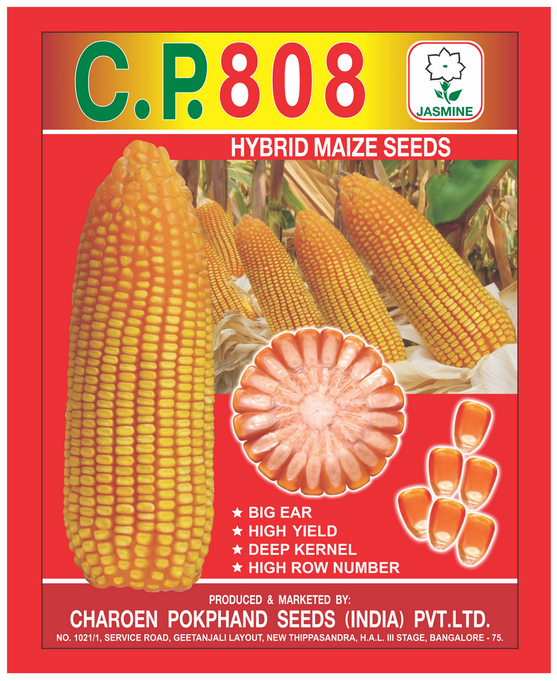 C.P.808
JASMINE
HYBRID MAIZE SEEDS
★ BIG EAR
★ HIGH YIELD
★ DEEP KERNEL
★ HIGH ROW NUMBER
PRODUCED & MARKETED BY:
CHAROEN POKPHAND SEEDS (INDIA) PVT.LTD.
NO. 1021/1, SERVICE ROAD, GEETANJALI LAYOUT, NEW THIPPASANDRA, H.A.L. III STAGE, BANGALORE - 75.